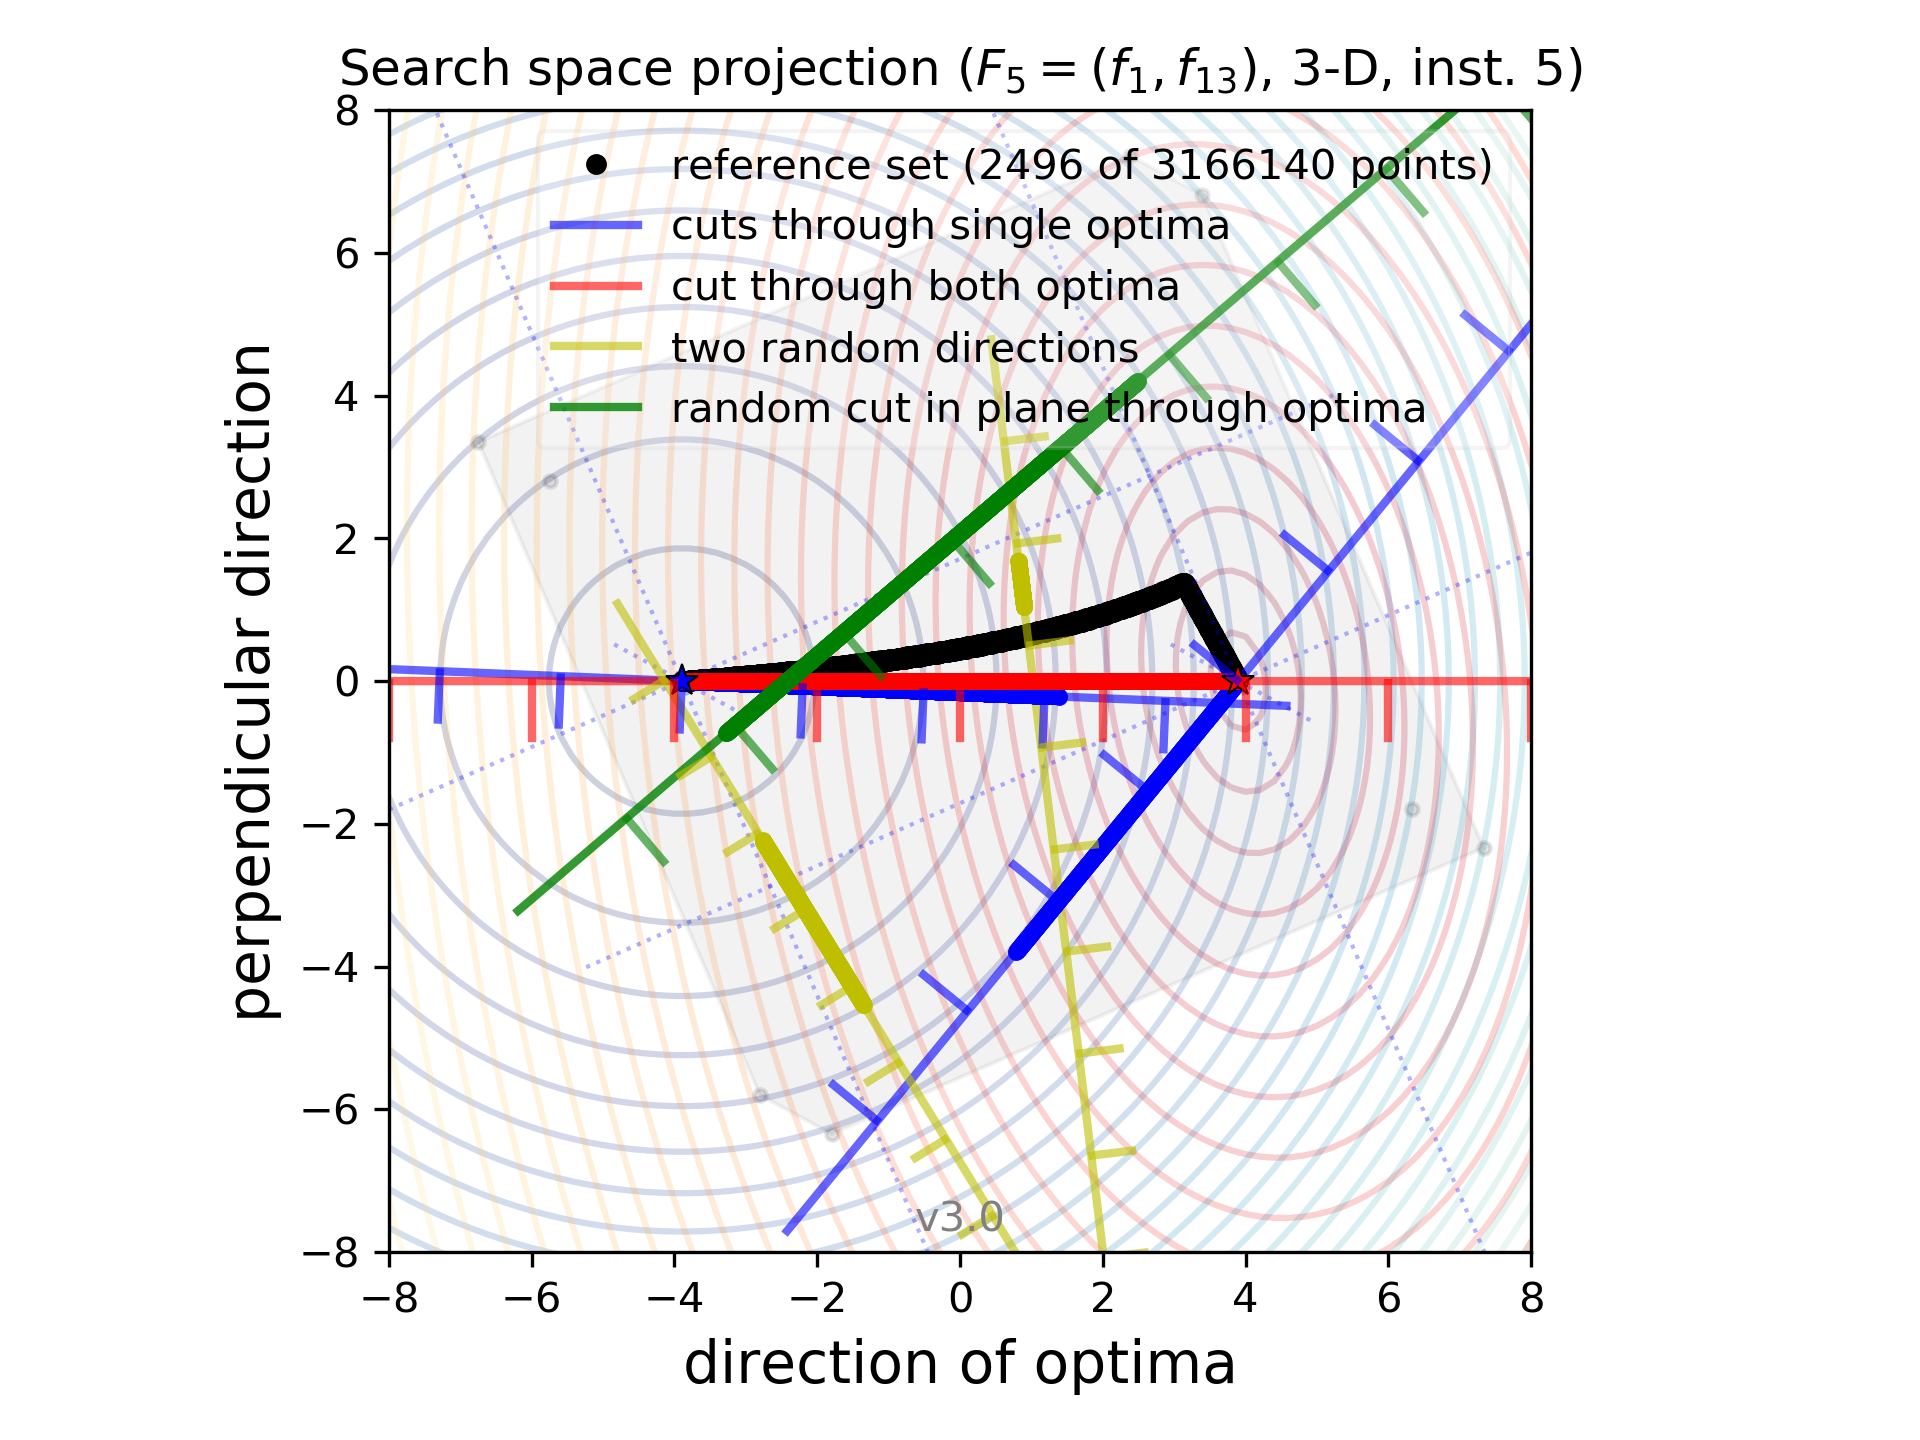 Search space projection (F₅ = (f₁, f₁₃), 3-D, inst. 5)
reference set (2496 of 3166140 points)
cuts through single optima
cut through both optima
two random directions
random cut in plane through optima
8
6
4
2
0
−2
−4
−6
−8
perpendicular direction
v3.0
−8 −6 −4 −2 0 2 4 6 8
direction of optima